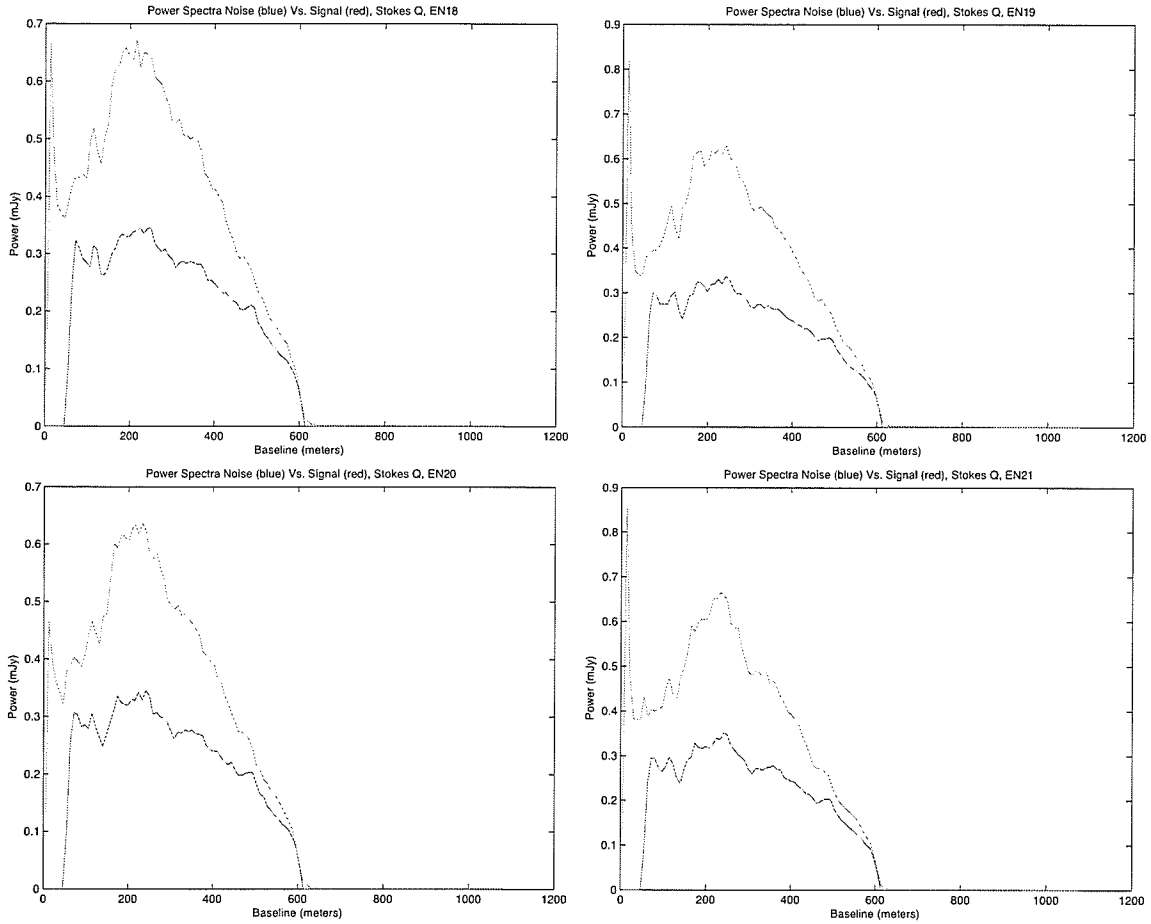 Power Spectra Noise (blue) Vs. Signal (red), Stokes Q, EN18
0.7
0.6
0.5
0.4
0.3
0.2
0.1
0
Power (mJy)
0 200 400 600 800 1000 1200
Baseline (meters)
Power Spectra Noise (blue) Vs. Signal (red), Stokes Q, EN19
0.9
0.8
0.7
0.6
0.5
0.4
0.3
0.2
0.1
0
Power (mJy)
0 200 400 600 800 1000 1200
Baseline (meters)
Power Spectra Noise (blue) Vs. Signal (red), Stokes Q, EN20
0.7
0.6
0.5
0.4
0.3
0.2
0.1
0
Power (mJy)
0 200 400 600 800 1000 1200
Baseline (meters)
Power Spectra Noise (blue) Vs. Signal (red), Stokes Q, EN21
0.9
0.8
0.7
0.6
0.5
0.4
0.3
0.2
0.1
0
Power (mJy)
0 200 400 600 800 1000 1200
Baseline (meters)